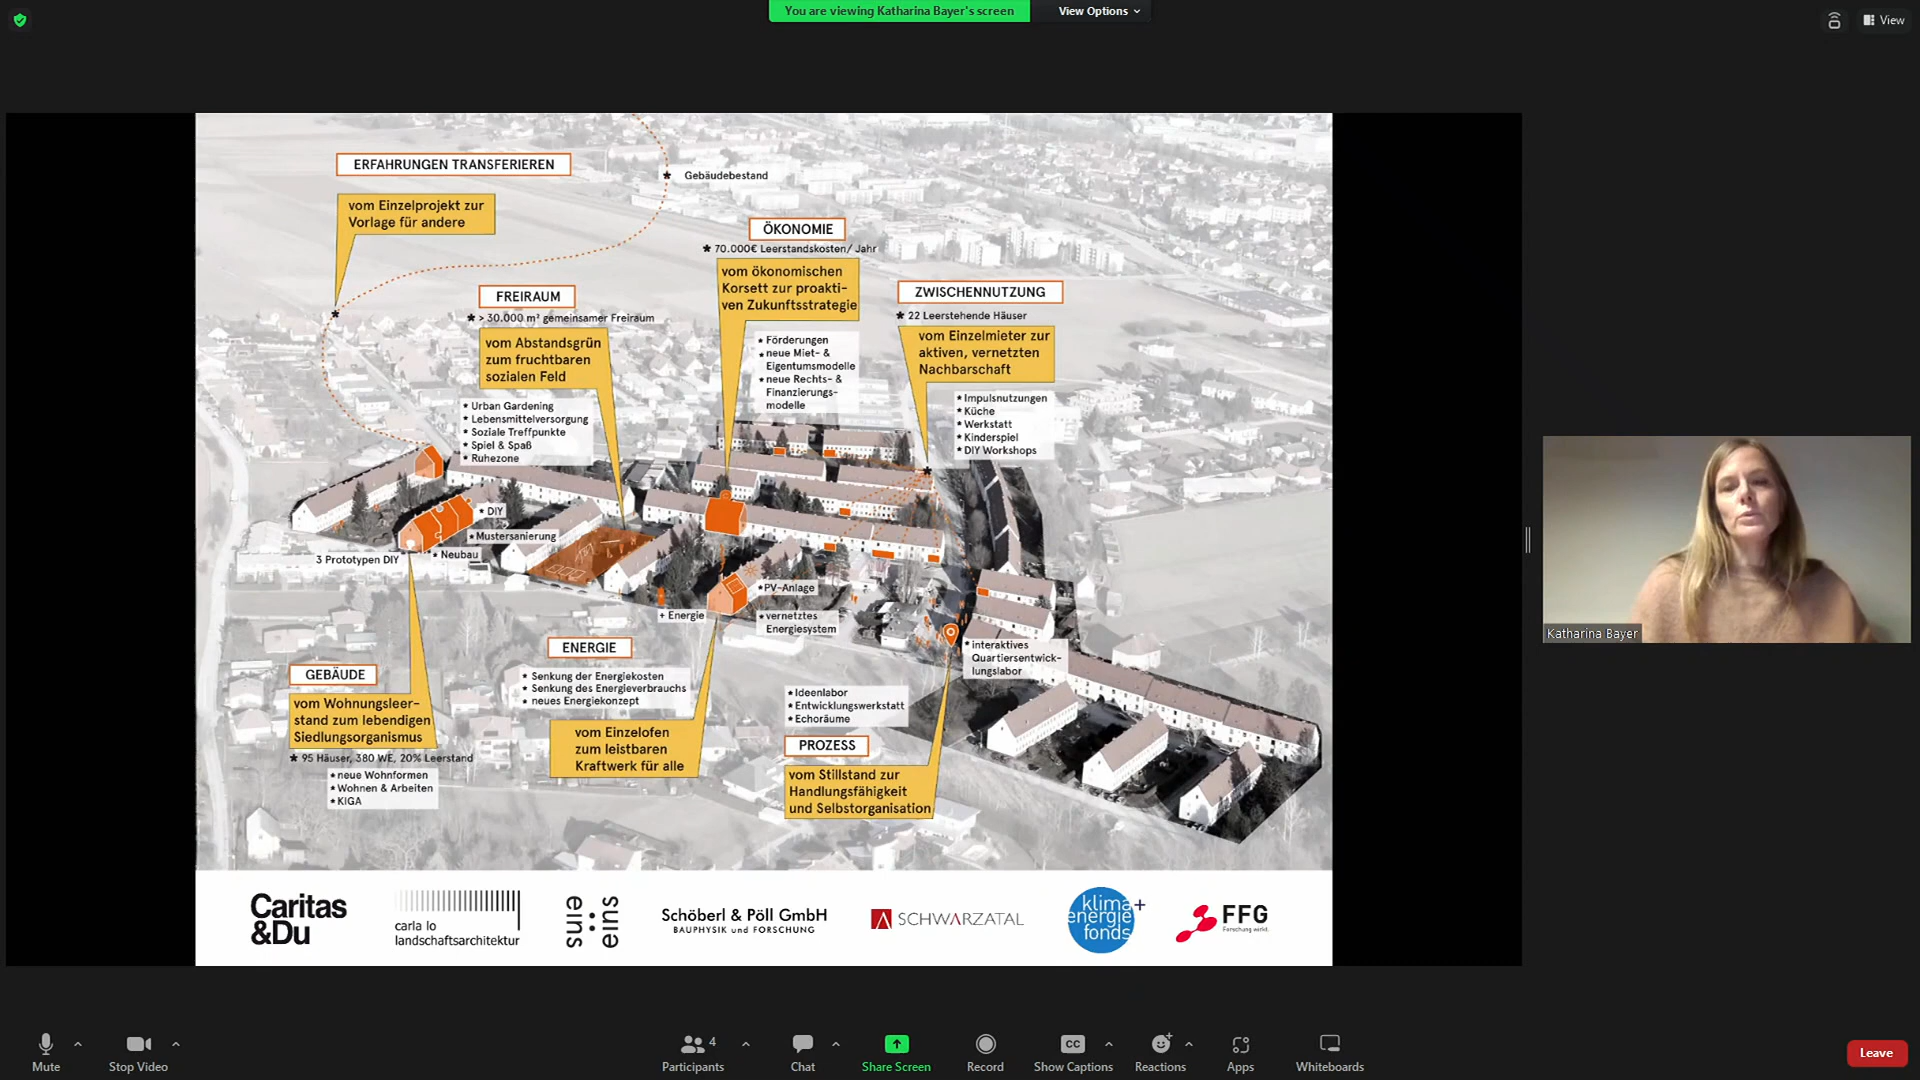 You are viewing Katharina Bayer's screen
View Options
View
ERFAHRUNGEN TRANSFERIEREN
Gebäudebestand
vom Einzelprojekt zur
Vorlage für andere
ÖKONOMIE
* 70.000€ Leerstandskosten/ Jahr
vom ökonomischen
Korsett zur proakti-
ven Zukunftsstrategie
* Förderungen
* neue Miet- &
Eigentumsmodelle
* neue Rechts- &
Finanzierungs-
modelle
ZWISCHENNUTZUNG
* 22 Leerstehende Häuser
vom Einzelmieter zur
aktiven, vernetzten
Nachbarschaft
* Impulsnutzungen
* Küche
* Werkstatt
* Kinderspiel
* DIY Workshops
FREIRAUM
* > 30.000 m² gemeinsamer Freiraum
vom Abstandsgrün
zum fruchtbaren
sozialen Feld
* Urban Gardening
* Lebensmittelversorgung
* Soziale Treffpunkte
* Spiel & Spaß
* Ruhezone
* DIY
* Mustersanierung
* Neubau
3 Prototypen DIY
* PV-Anlage
+ Energie
* vernetztes
Energiesystem
* interaktives
Quartiersentwick-
lungslabor
ENERGIE
* Senkung der Energiekosten
* Senkung des Energieverbrauchs
* neues Energiekonzept
vom Einzelofen
zum leistbaren
Kraftwerk für alle
GEBÄUDE
vom Wohnungsleer-
stand zum lebendigen
Siedlungsorganismus
* 95 Häuser, 380 WE, 20% Leerstand
* neue Wohnformen
* Wohnen & Arbeiten
* KIGA
* Ideenlabor
* Entwicklungswerkstatt
* Echoräume
PROZESS
vom Stillstand zur
Handlungsfähigkeit
und Selbstorganisation
Caritas
&Du
carla lo
landschaftsarchitektur
eins
eins
Schöberl & Pöll GmbH
BAUPHYSIK und FORSCHUNG
SCHWARZATAL
klima+
energie
fonds
FFG
Forschung wirkt.
Katharina Bayer
Mute
Stop Video
4
Participants
Chat
Share Screen
Record
CC
Show Captions
Reactions
Apps
Whiteboards
Leave